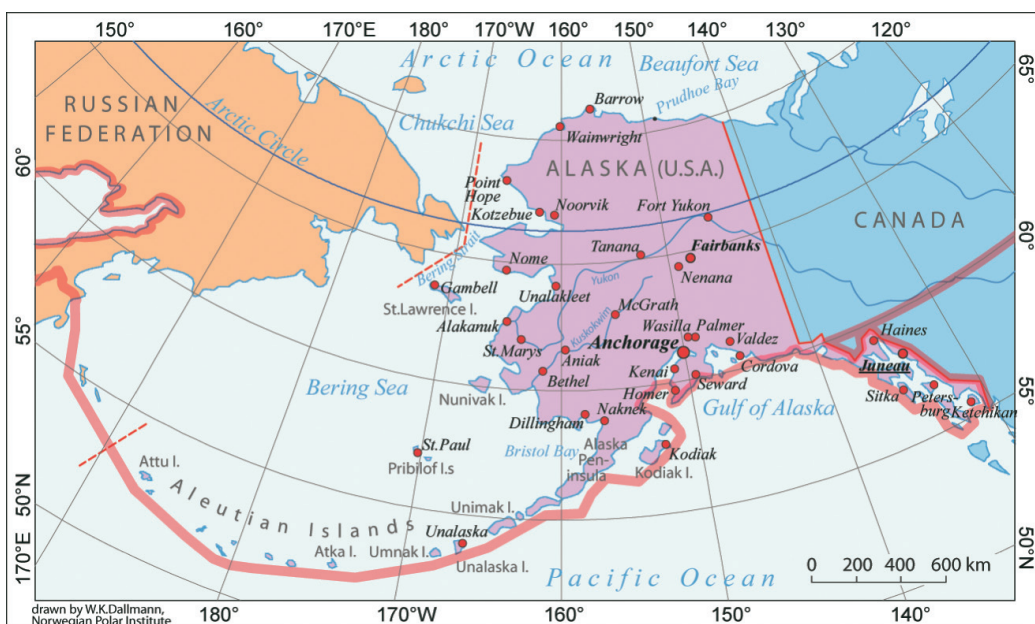 150° 160° 170°E 180° 170°W 160° 150° 140° 130° 120°
Arctic Ocean
Beaufort Sea
65°
RUSSIAN
FEDERATION
Arctic Circle
Chukchi Sea
Barrow
Prudhoe Bay
Wainwright
ALASKA (U.S.A.)
60°
Point
Hope
Kotzebue
Noorvik
Fort Yukon
CANADA
60°
Bering Strait
Nome
Tanana
Fairbanks
Nenana
Gambell
St.Lawrence I.
Unalakleet
Yukon
McGrath
Kuskokwim
Alakanuk
St.Marys
Aniak
Wasilla
Palmer
Anchorage
Valdez
Haines
55°
Bering Sea
Bethel
Nunivak I.
Kenai
Homer
Seward
Cordova
Juneau
55°
Gulf of Alaska
Sitka
Peters-
burg
Ketchikan
Dillingham
Naknek
Bristol Bay
Alaska
Pen-
insula
Kodiak
Kodiak I.
St.Paul
Pribilof I.s
Attu I.
Aleutian Islands
50°N
Unimak I.
Unalaska
Atka I.
Umnak I.
Unalaska I.
50°N
170°E
Pacific Ocean
0 200 400 600 km
drawn by W.K.Dallmann,
Norwegian Polar Institute
180° 170°W 160° 150° 140°